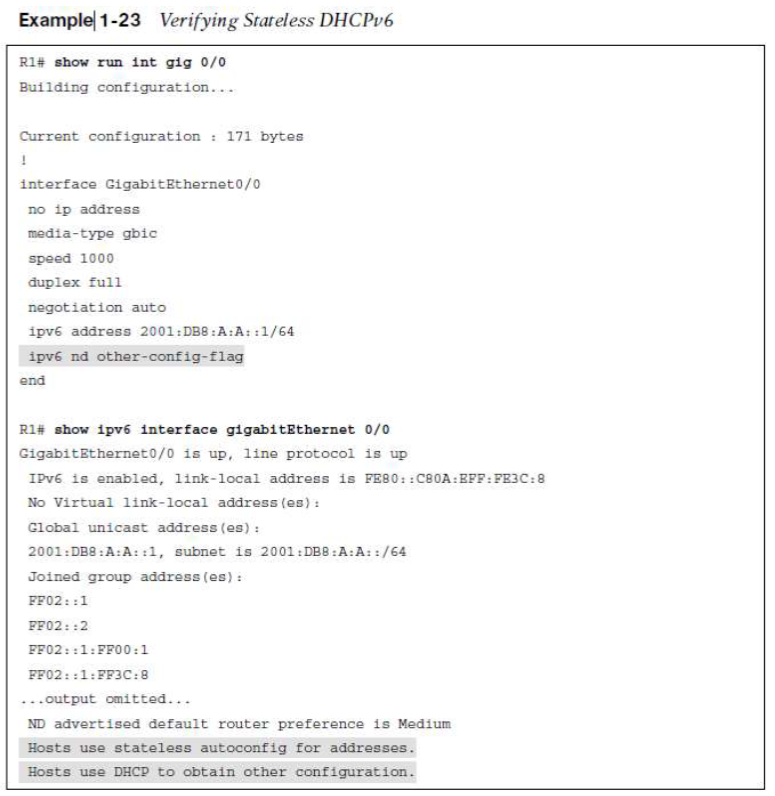 Example 1-23 Verifying Stateless DHCPv6
R1# show run int gig 0/0
Building configuration...
Current configuration : 171 bytes
!
interface GigabitEthernet0/0
no ip address
media-type gbic
speed 1000
duplex full
negotiation auto
ipv6 address 2001:DB8:A:A::1/64
ipv6 nd other-config-flag
end
R1# show ipv6 interface gigabitEthernet 0/0
GigabitEthernet0/0 is up, line protocol is up
IPv6 is enabled, link-local address is FE80::C80A:EFF:FE3C:8
No Virtual link-local address(es):
Global unicast address(es):
2001:DB8:A:A::1, subnet is 2001:DB8:A:A::/64
Joined group address(es):
FF02::1
FF02::2
FF02::1:FF00:1
FF02::1:FF3C:8
...output omitted...
ND advertised default router preference is Medium
Hosts use stateless autoconfig for addresses.
Hosts use DHCP to obtain other configuration.